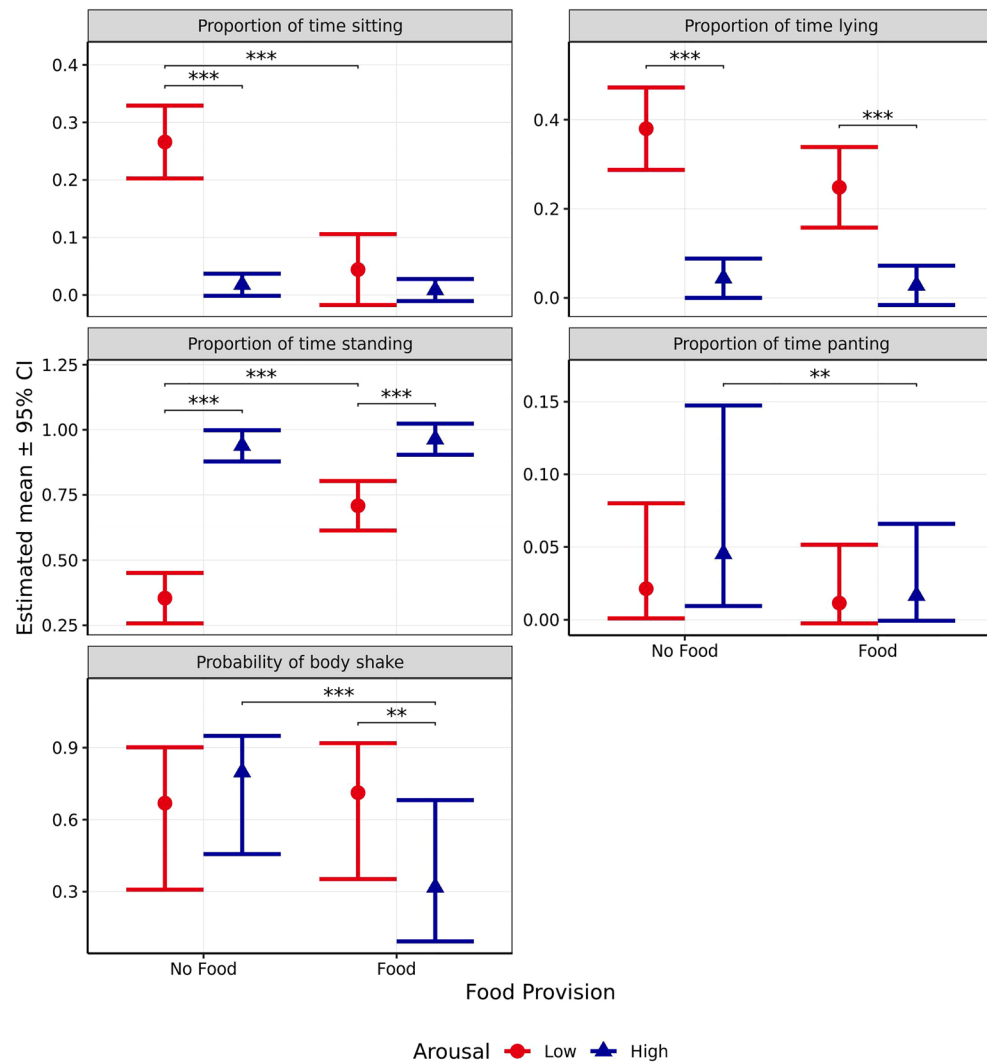 Proportion of time sitting
Proportion of time lying
0.4
0.3
0.2
0.1
0.0
***
***
0.4
0.2
0.0
***
***
Proportion of time standing
Proportion of time panting
1.25
1.00
0.75
0.50
0.25
***
***
***
0.15
0.10
0.05
0.00
**
No Food
Food
Probability of body shake
0.9
0.6
0.3
***
**
No Food
Food
Estimated mean ± 95% CI
Food Provision
Arousal Low High